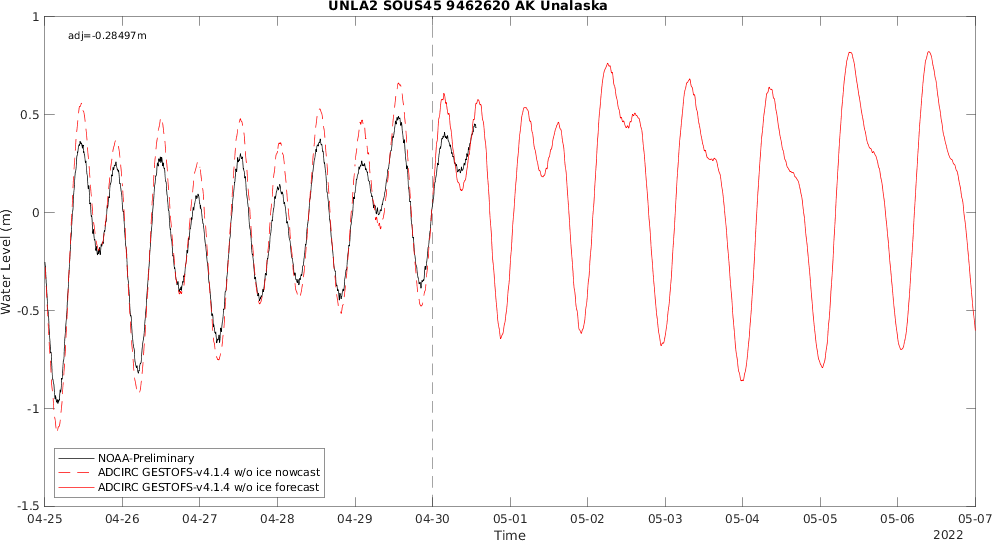 UNLA2 SOUS45 9462620 AK Unalaska
adj=-0.28497m
Water Level (m)
1
0.5
0
-0.5
-1
-1.5
NOAA-Preliminary
ADCIRC GESTOFS-v4.1.4 w/o ice nowcast
ADCIRC GESTOFS-v4.1.4 w/o ice forecast
04-25 04-26 04-27 04-28 04-29 04-30 05-01 05-02 05-03 05-04 05-05 05-06 05-07
Time
2022